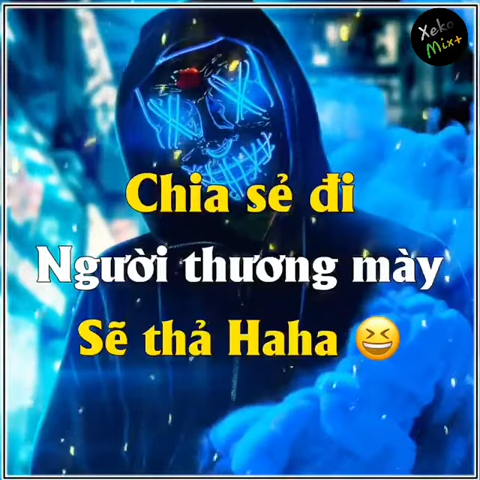 Xeko
Mix+
Chia sẻ đi
Người thương mày
Sẽ thả Haha 😆